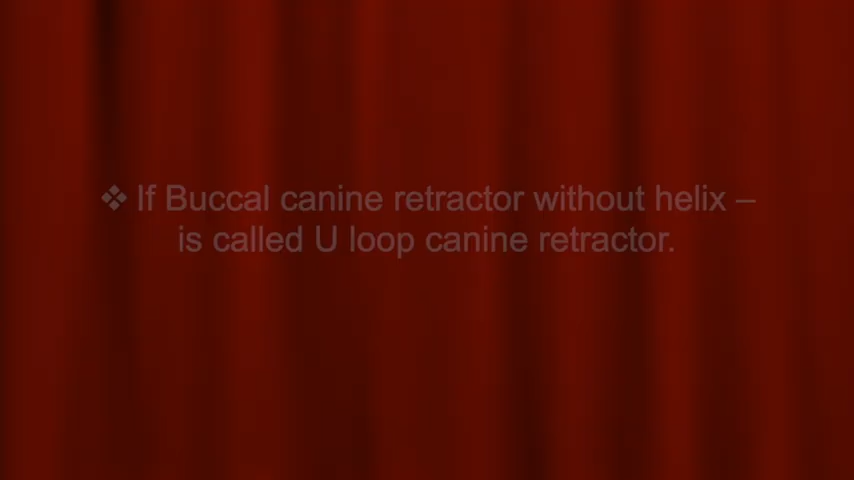 ❖ If Buccal canine retractor without helix –
is called U loop canine retractor.